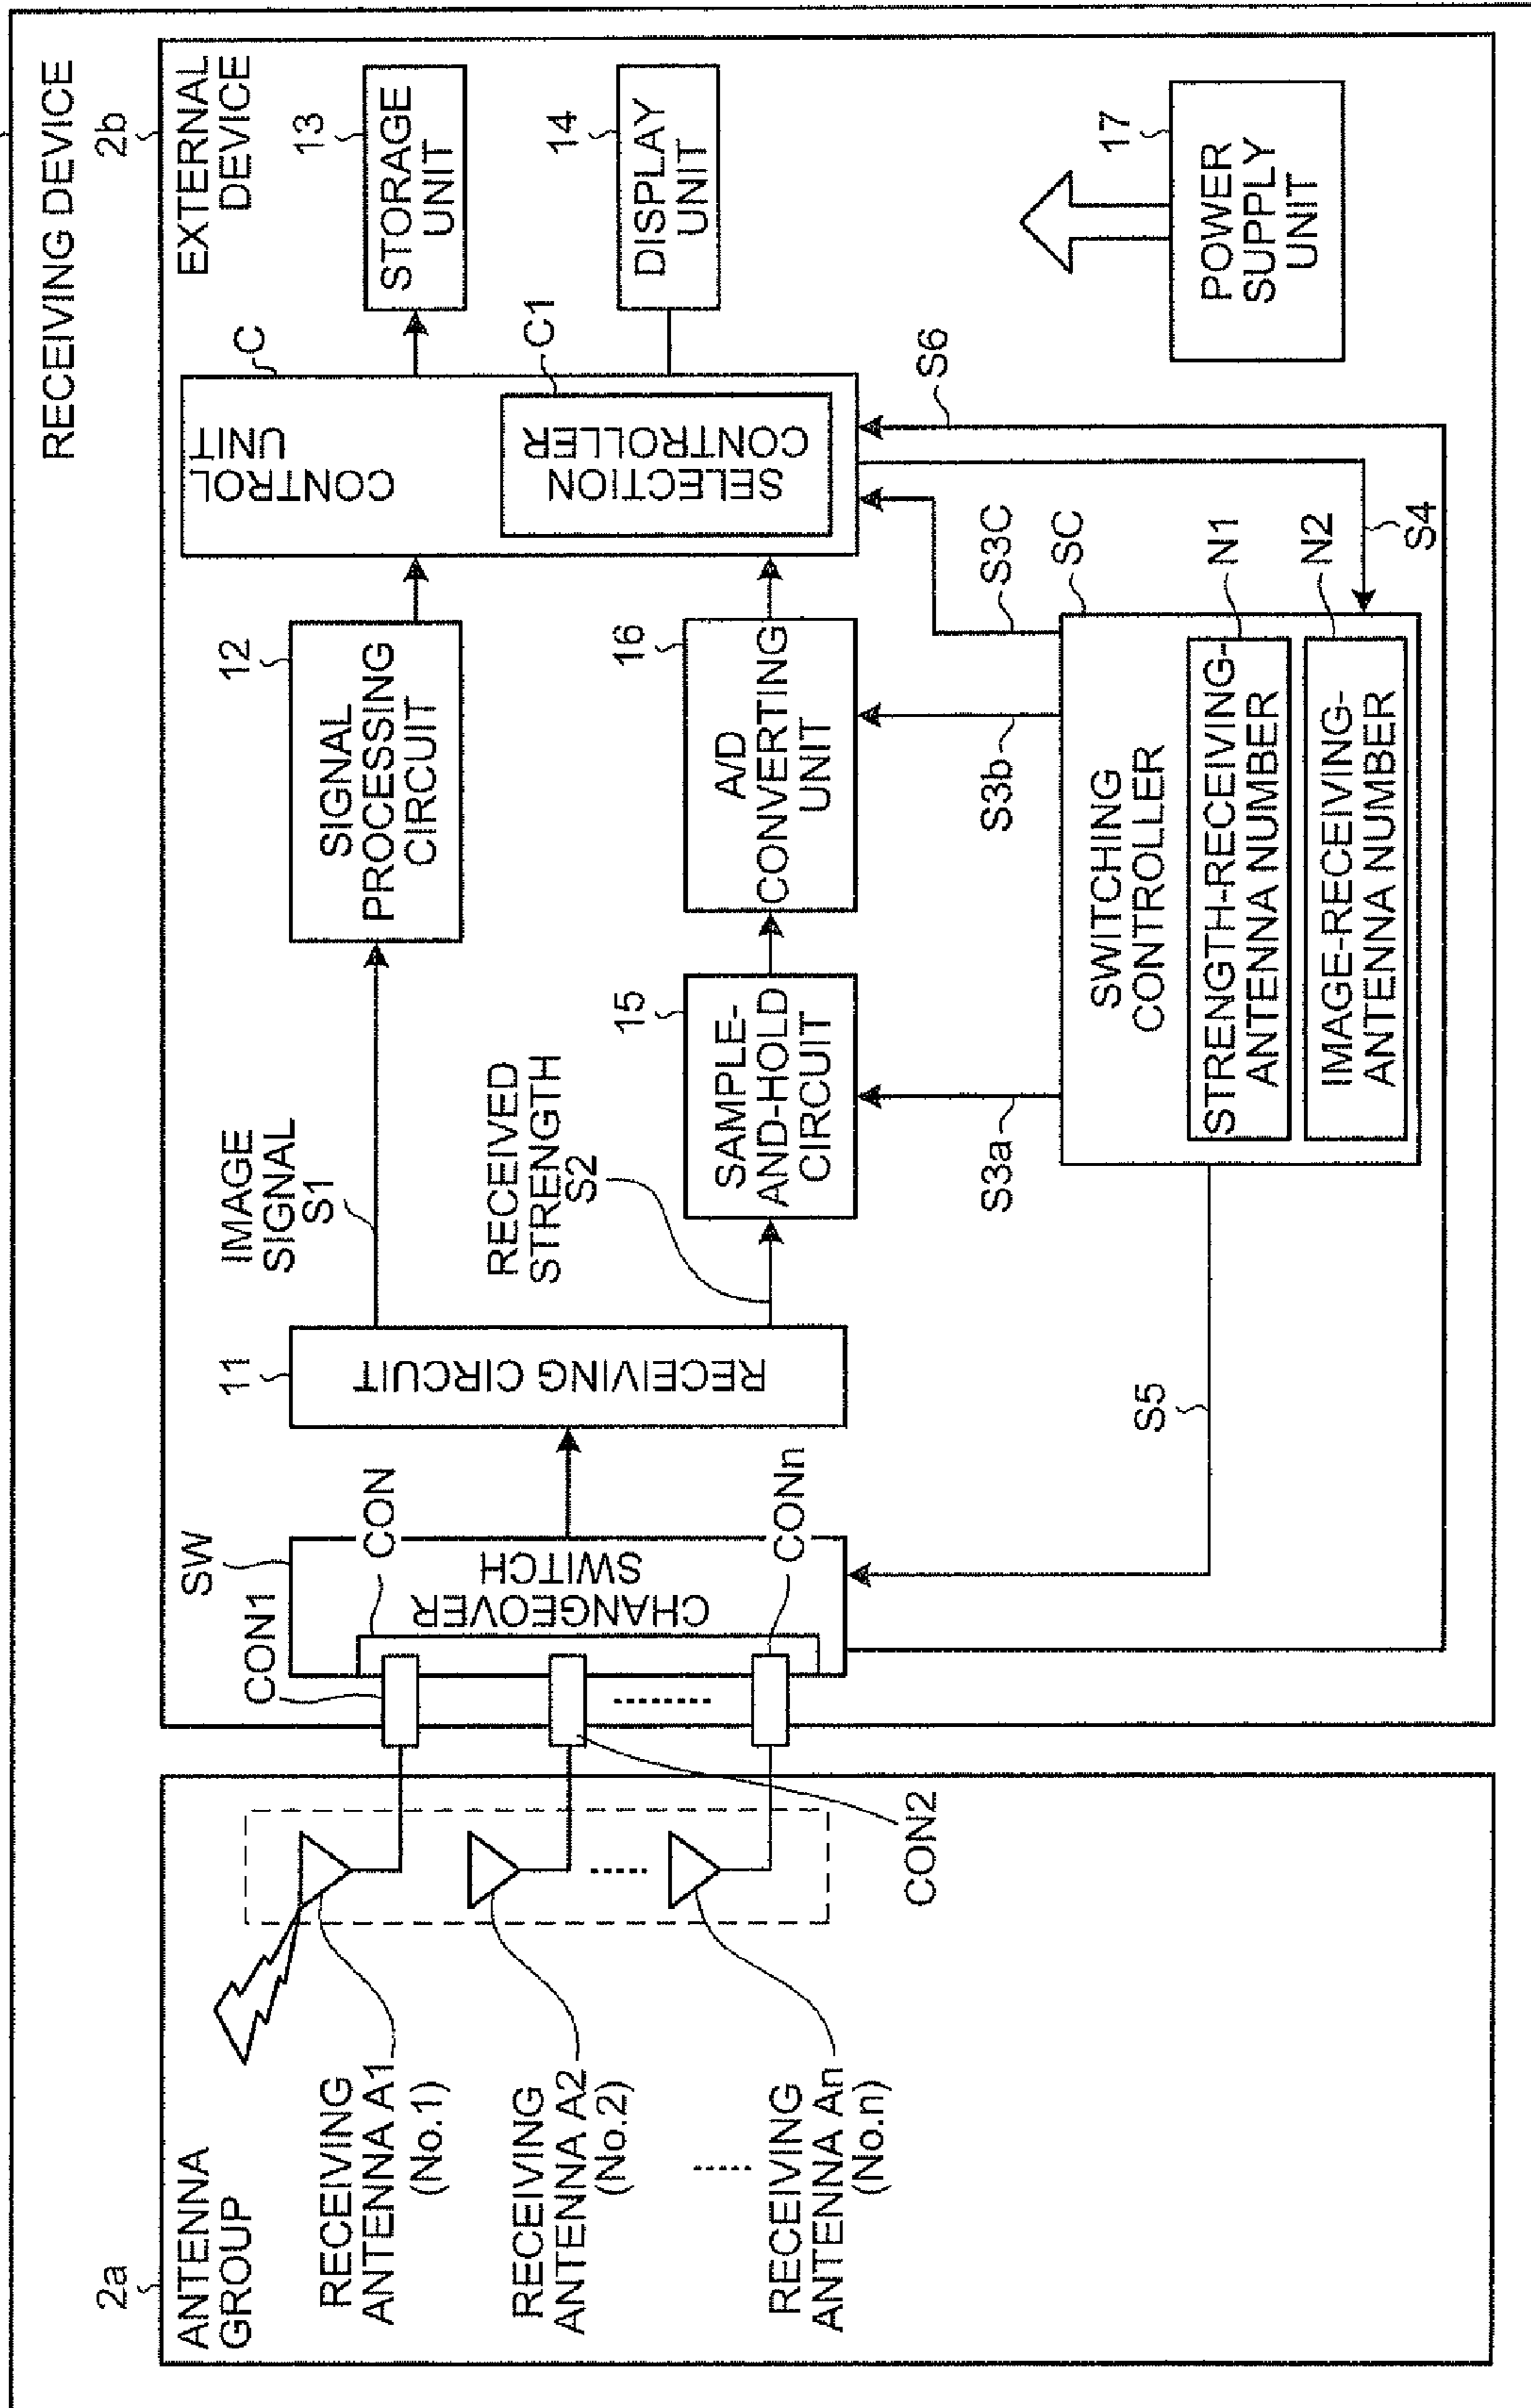 RECEIVING DEVICE
2a
ANTENNA
GROUP
RECEIVING
ANTENNA A1
(No.1)
RECEIVING
ANTENNA A2
(No.2)
RECEIVING
ANTENNA An
(No.n)
CON2
2b
EXTERNAL
DEVICE
SW
CON1
CON
CONn
CHANGEOVER
SWITCH
11
RECEIVING CIRCUIT
IMAGE
SIGNAL
S1
RECEIVED
STRENGTH
S2
12
SIGNAL
PROCESSING
CIRCUIT
15
SAMPLE-
AND-HOLD
CIRCUIT
16
A/D
CONVERTING
UNIT
C
CONTROL
UNIT
C1
SELECTION
CONTROLLER
13
STORAGE
UNIT
14
DISPLAY
UNIT
S5
S3a
S3b
S3C
SC
S6
S4
SWITCHING
CONTROLLER
N1
STRENGTH-RECEIVING-
ANTENNA NUMBER
N2
IMAGE-RECEIVING-
ANTENNA NUMBER
17
POWER
SUPPLY
UNIT